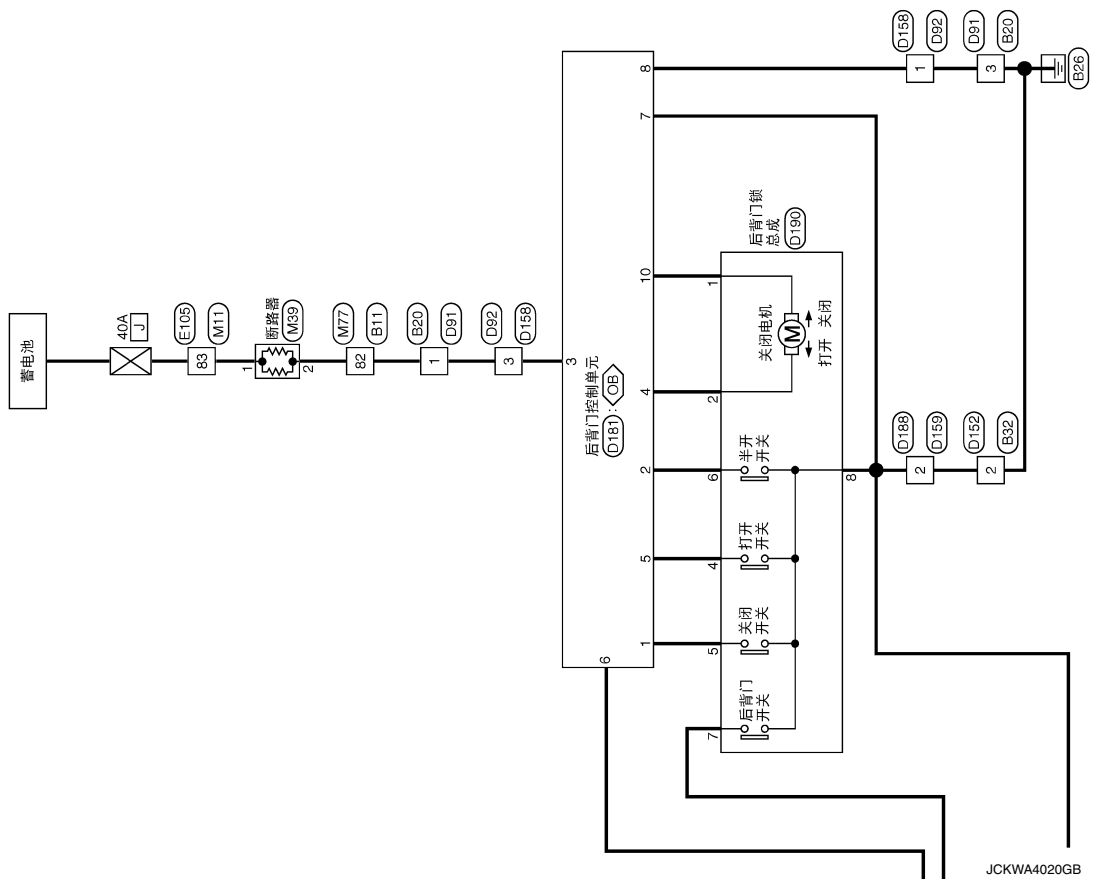 蓄电池
40A
J
E105
M11
83
断路器
M39
1
2
M77
B11
82
B20
D91
1
D92
D158
3
3
后背门控制单元
D181 : OB
8
7
10
4
2
5
1
6
D158
D92
1
D91
B20
3
B26
后背门锁
总成
D190
1
2
关闭电机
M
打开 关闭
6
半开
开关
4
打开
开关
5
关闭
开关
7
后背门
开关
8
D188
D159
2
D152
B32
2
JCKWA4020GB